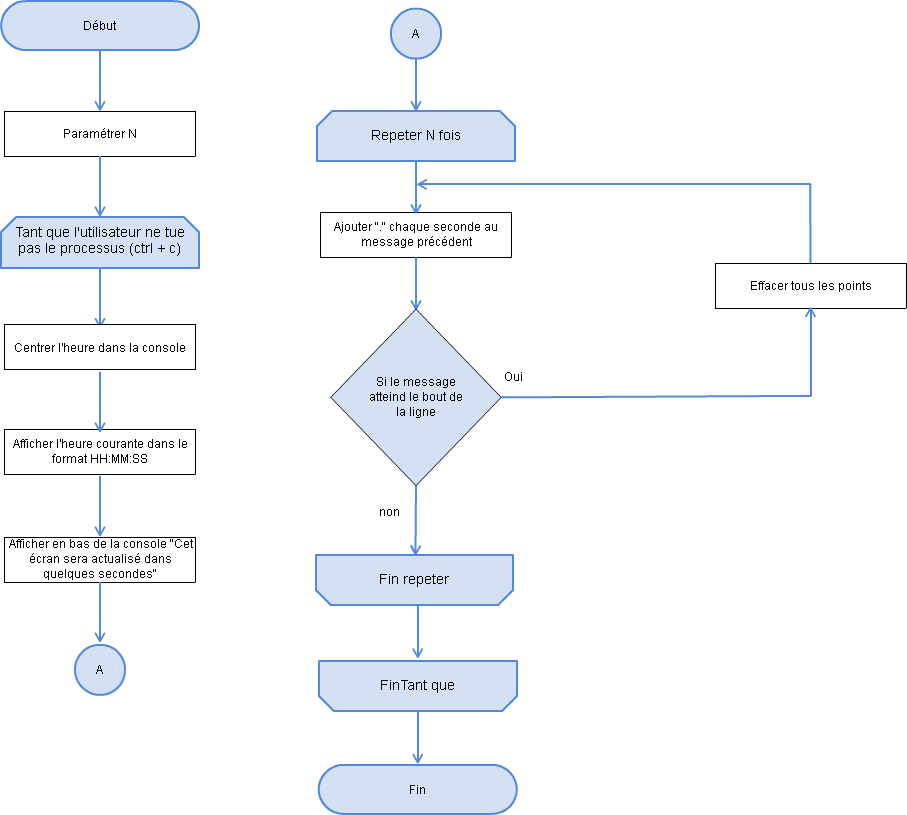 Début
Paramétrer N
Tant que l'utilisateur ne tue
pas le processus (ctrl + c)
Centrer l'heure dans la console
Afficher l'heure courante dans le
format HH:MM:SS
Afficher en bas de la console "Cet
écran sera actualisé dans
quelques secondes"
A
A
Repeter N fois
Ajouter "." chaque seconde au
message précédent
Effacer tous les points
Si le message
atteind le bout de
la ligne
Oui
non
Fin repeter
FinTant que
Fin